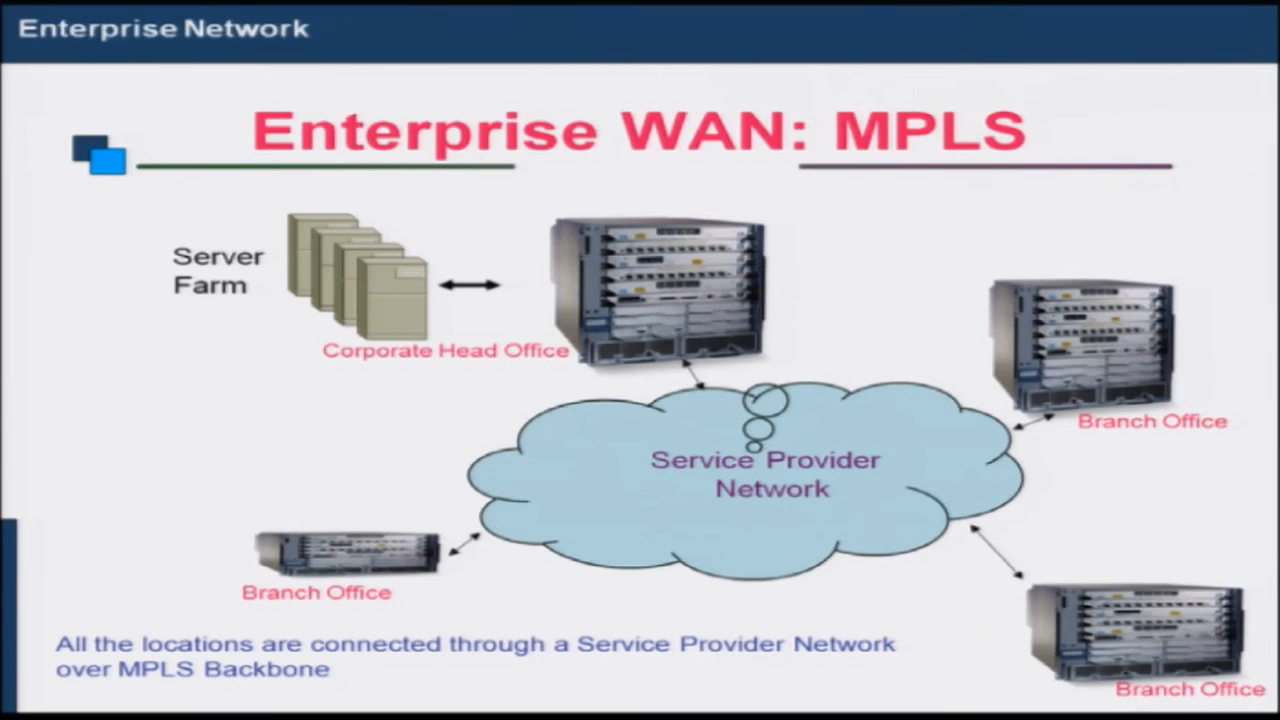 Enterprise Network
Enterprise WAN: MPLS
Server
Farm
Corporate Head Office
Branch Office
Service Provider
Network
Branch Office
All the locations are connected through a Service Provider Network
over MPLS Backbone
Branch Office